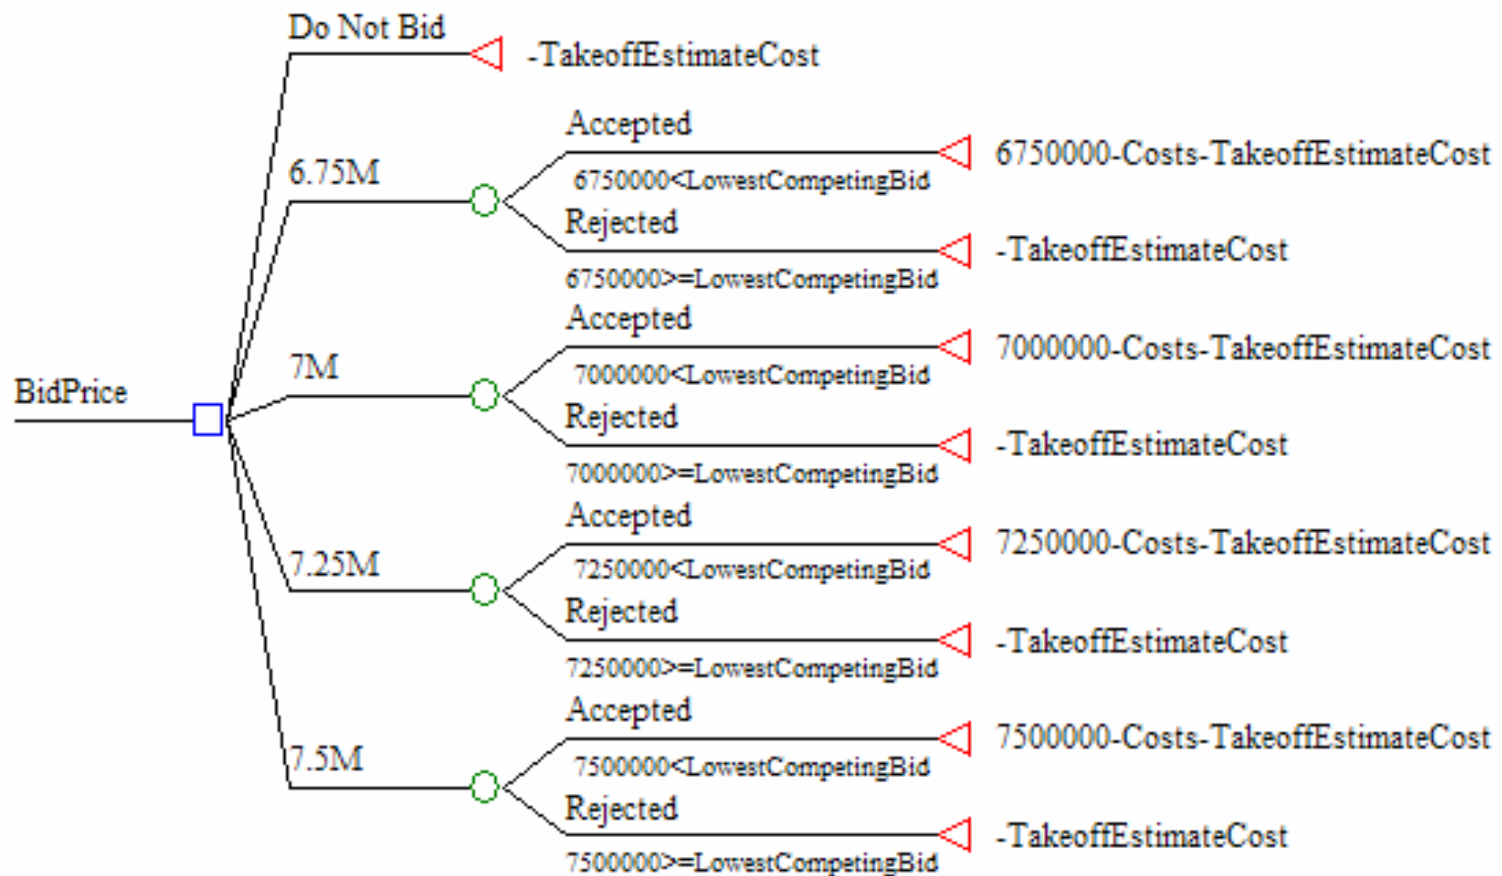 Do Not Bid
-TakeoffEstimateCost
Accepted
6750000-Costs-TakeoffEstimateCost
6.75M
6750000<LowestCompetingBid
Rejected
-TakeoffEstimateCost
6750000>=LowestCompetingBid
Accepted
7000000-Costs-TakeoffEstimateCost
7M
7000000<LowestCompetingBid
BidPrice
Rejected
-TakeoffEstimateCost
7000000>=LowestCompetingBid
Accepted
7250000-Costs-TakeoffEstimateCost
7.25M
7250000<LowestCompetingBid
Rejected
-TakeoffEstimateCost
7250000>=LowestCompetingBid
Accepted
7500000-Costs-TakeoffEstimateCost
7.5M
7500000<LowestCompetingBid
Rejected
-TakeoffEstimateCost
7500000>=LowestCompetingBid